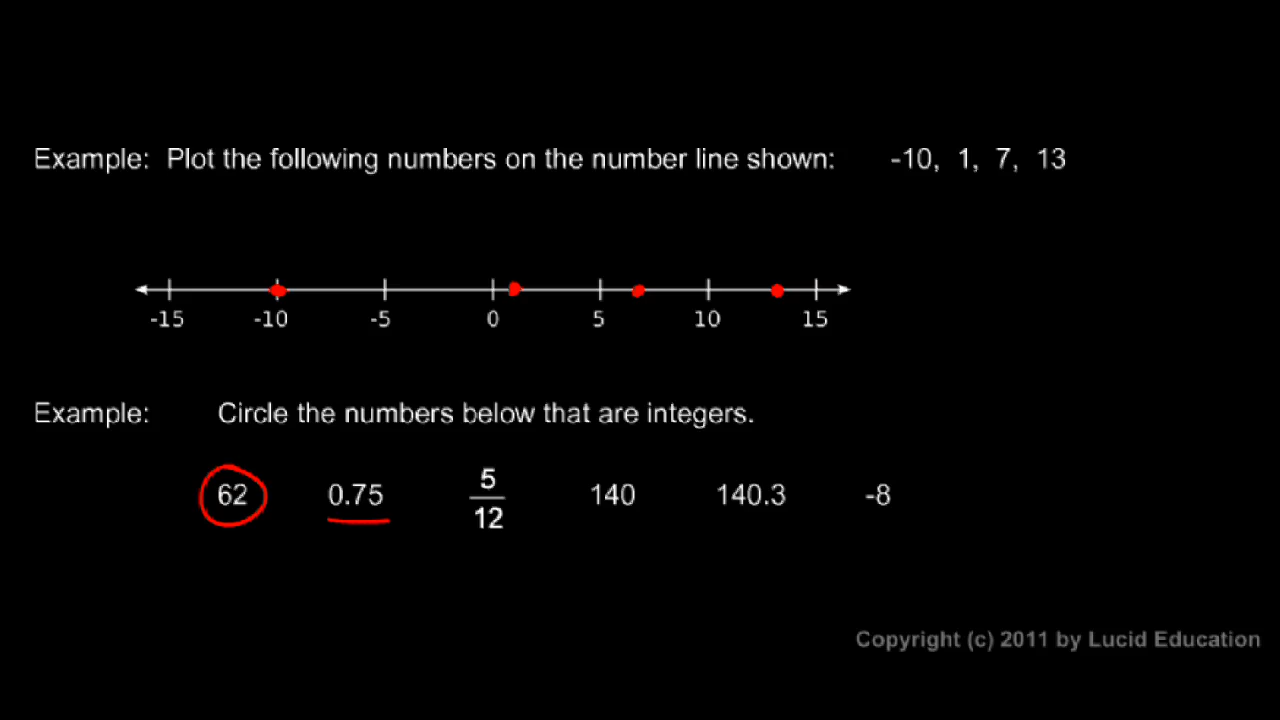 Example: Plot the following numbers on the number line shown: -10, 1, 7, 13
-15 -10 -5 0 5 10 15
Example: Circle the numbers below that are integers.
62 0.75 5/12 140 140.3 -8
Copyright (c) 2011 by Lucid Education